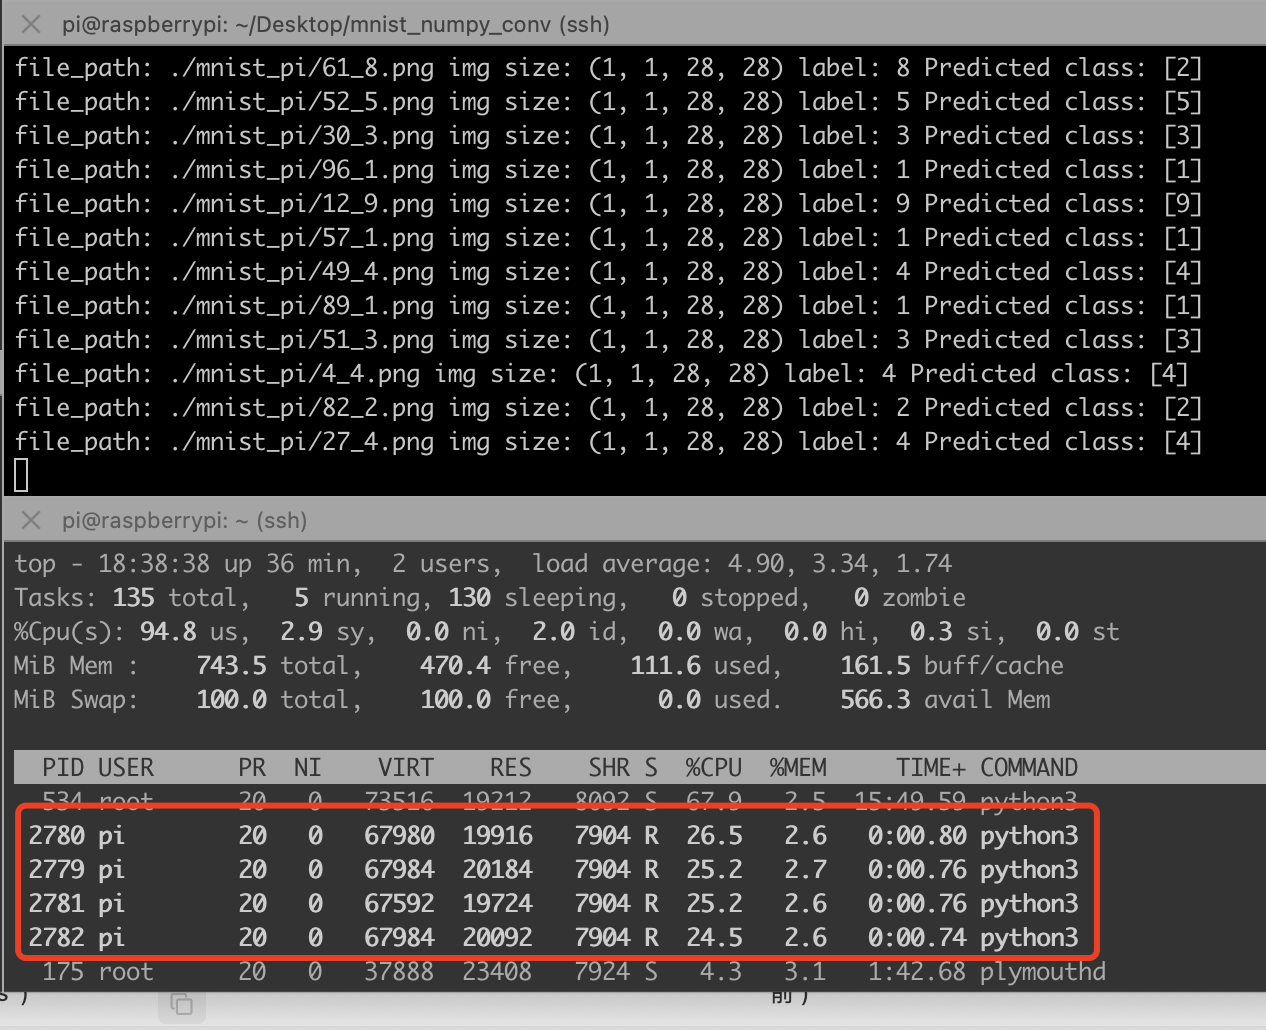 pi@raspberrypi: ~/Desktop/mnist_numpy_conv (ssh)
file_path: ./mnist_pi/61_8.png img size: (1, 1, 28, 28) label: 8 Predicted class: [2]
file_path: ./mnist_pi/52_5.png img size: (1, 1, 28, 28) label: 5 Predicted class: [5]
file_path: ./mnist_pi/30_3.png img size: (1, 1, 28, 28) label: 3 Predicted class: [3]
file_path: ./mnist_pi/96_1.png img size: (1, 1, 28, 28) label: 1 Predicted class: [1]
file_path: ./mnist_pi/12_9.png img size: (1, 1, 28, 28) label: 9 Predicted class: [9]
file_path: ./mnist_pi/57_1.png img size: (1, 1, 28, 28) label: 1 Predicted class: [1]
file_path: ./mnist_pi/49_4.png img size: (1, 1, 28, 28) label: 4 Predicted class: [4]
file_path: ./mnist_pi/89_1.png img size: (1, 1, 28, 28) label: 1 Predicted class: [1]
file_path: ./mnist_pi/51_3.png img size: (1, 1, 28, 28) label: 3 Predicted class: [3]
file_path: ./mnist_pi/4_4.png img size: (1, 1, 28, 28) label: 4 Predicted class: [4]
file_path: ./mnist_pi/82_2.png img size: (1, 1, 28, 28) label: 2 Predicted class: [2]
file_path: ./mnist_pi/27_4.png img size: (1, 1, 28, 28) label: 4 Predicted class: [4]
pi@raspberrypi: ~ (ssh)
top - 18:38:38 up 36 min,  2 users,  load average: 4.90, 3.34, 1.74
Tasks: 135 total,   5 running, 130 sleeping,   0 stopped,   0 zombie
%Cpu(s): 94.8 us,  2.9 sy,  0.0 ni,  2.0 id,  0.0 wa,  0.0 hi,  0.3 si,  0.0 st
MiB Mem :    743.5 total,    470.4 free,    111.6 used,    161.5 buff/cache
MiB Swap:    100.0 total,    100.0 free,      0.0 used.    566.3 avail Mem
PID USER PR NI VIRT RES SHR S %CPU %MEM TIME+ COMMAND
534 root 20 0 73516 19212 8092 S 67.9 2.5 15:49.59 python3
2780 pi 20 0 67980 19916 7904 R 26.5 2.6 0:00.80 python3
2779 pi 20 0 67984 20184 7904 R 25.2 2.7 0:00.76 python3
2781 pi 20 0 67592 19724 7904 R 25.2 2.6 0:00.76 python3
2782 pi 20 0 67984 20092 7904 R 24.5 2.6 0:00.74 python3
175 root 20 0 37888 23408 7924 S 4.3 3.1 1:42.68 plymouthd